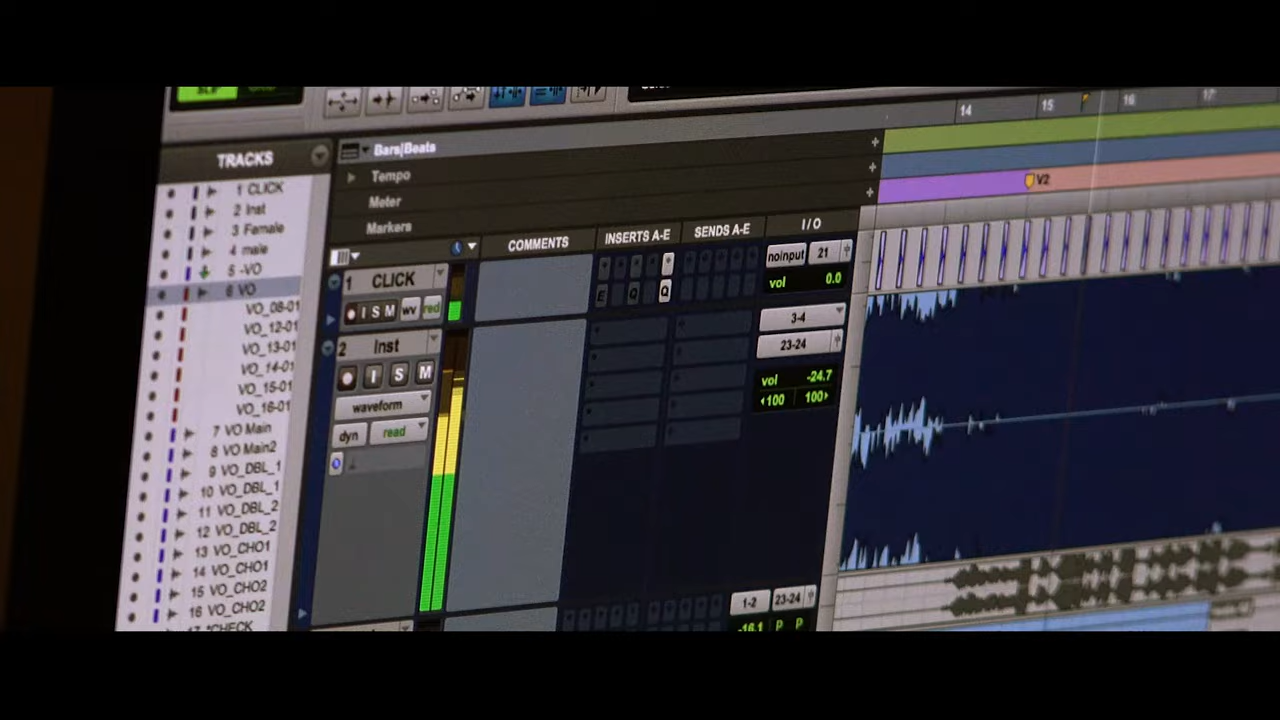 14 15 16 17
TRACKS
Bars|Beats
Tempo
Meter
Markers
V2
1 CLICK
2 Inst
3 Female
4 male
5 -VO
6 VO
VO_08-01
VO_12-01
VO_13-01
VO_14-01
VO_15-01
VO_16-01
7 VO Main
8 VO Main2
9 VO_DBL_1
10 VO_DBL_1
11 VO_DBL_2
12 VO_DBL_2
13 VO_CHO1
14 VO_CHO1
15 VO_CHO2
16 VO_CHO2
17 *CHECK
COMMENTS INSERTS A-E SENDS A-E I/O
1 CLICK
I S M wv red
E Q Q
noinput 21
vol 0.0
2 Inst
I S M
waveform
dyn read
3-4
23-24
vol -24.7
100 100
1-2 23-24
-16.1 P P